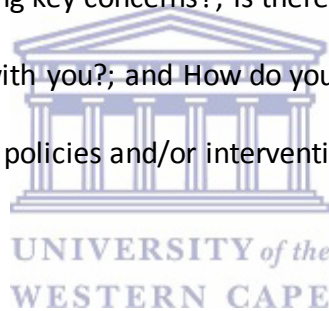 ng key concerns?; Is there
with you?; and How do you
policies and/or interventi
UNIVERSITY of the
WESTERN CAPE